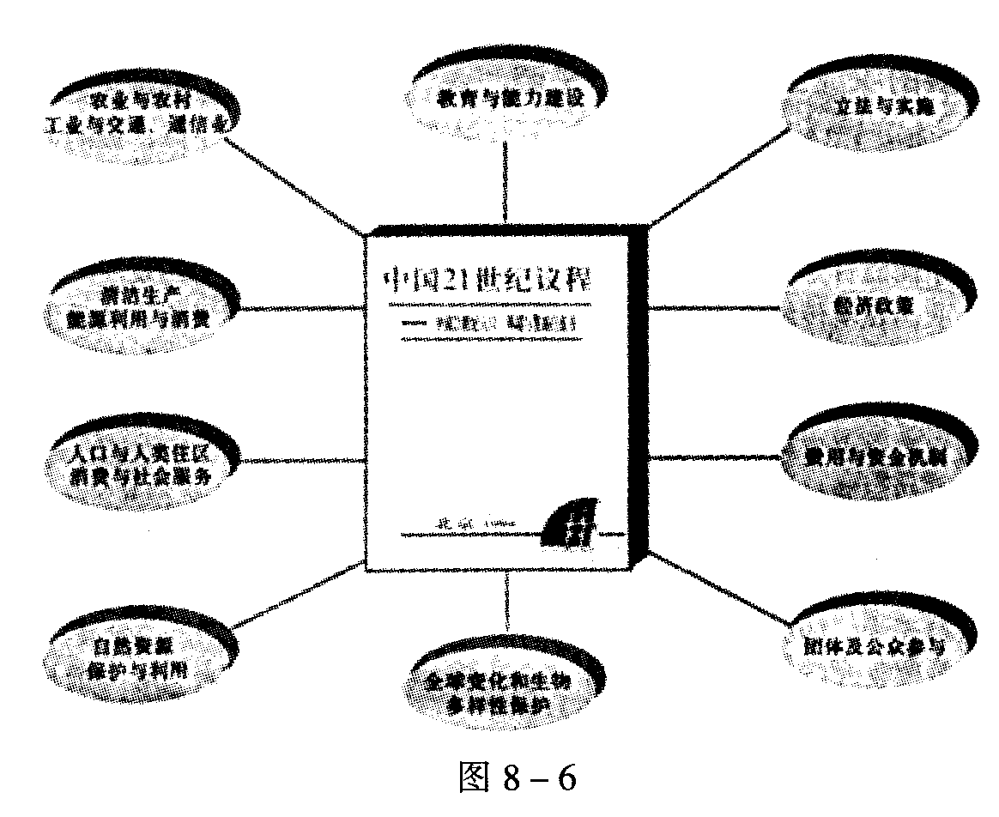 农业与农村
工业与交通、通信业
教育与能力建设
立法与实施
清洁生产
能源利用与消费
中国21世纪议程
经济政策
人口与人类住区
消费与社会服务
费用与资金机制
北京
21
自然资源
保护与利用
全球变化和生物
多样性保护
团体及公众参与
图 8-6